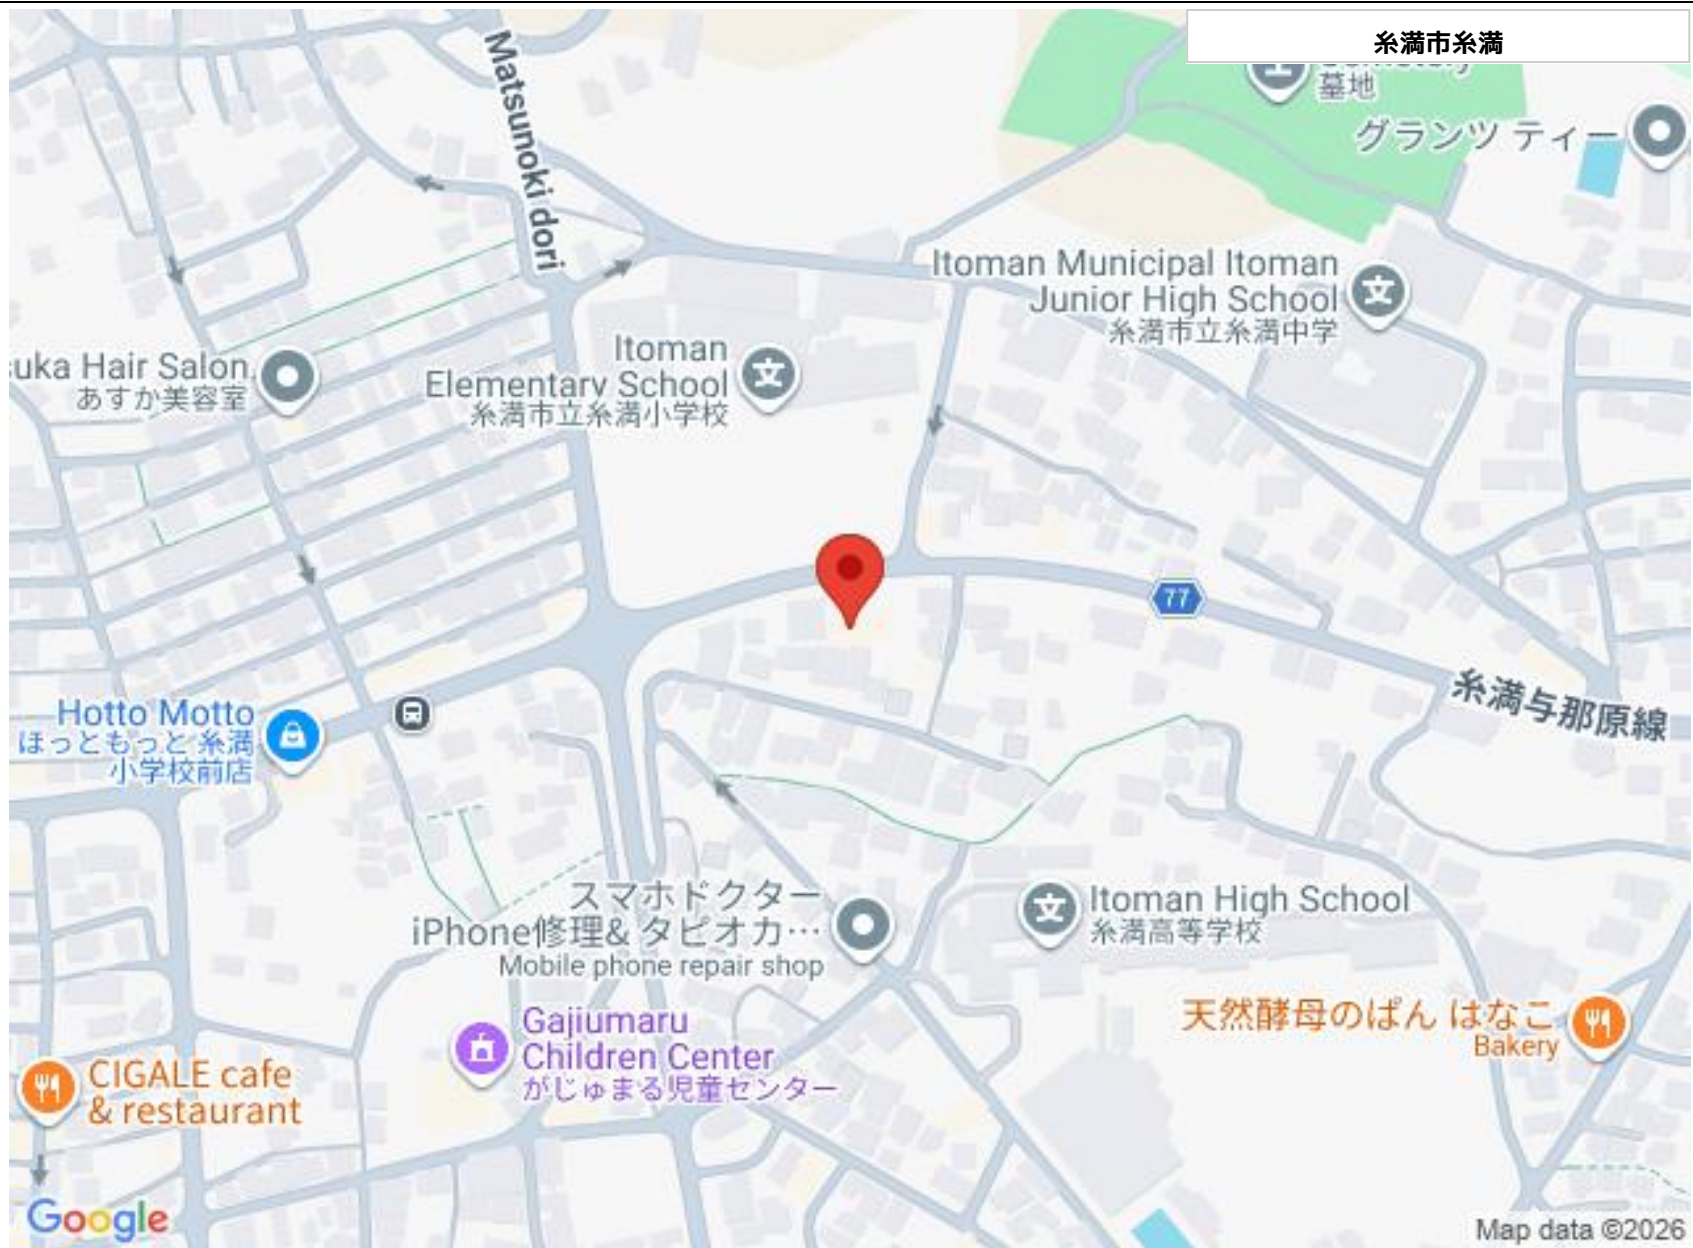 糸満市糸満
墓地
グランツ ティー
Matsunoki dori
Itoman Municipal Itoman
Junior High School
糸満市立糸満中学
Itoman
Elementary School
糸満市立糸満小学校
uka Hair Salon
あすか美容室
77
糸満与那原線
Hotto Motto
ほっともっと 糸満
小学校前店
スマホドクター
iPhone修理& タピオカ…
Mobile phone repair shop
Itoman High School
糸満高等学校
天然酵母のぱん はなこ
Bakery
Gajiumaru
Children Center
がじゅまる児童センター
CIGALE cafe
& restaurant
Google
Map data ©2026